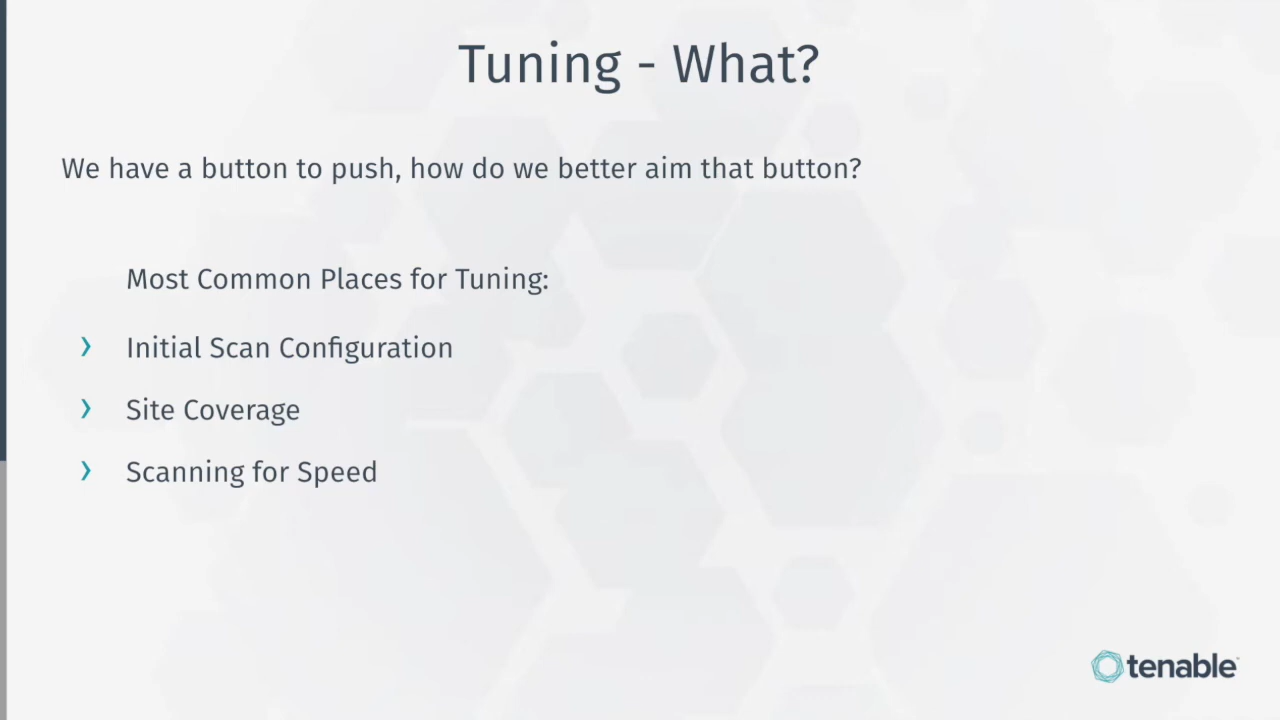 Tuning - What?
We have a button to push, how do we better aim that button?
Most Common Places for Tuning:
› Initial Scan Configuration
› Site Coverage
› Scanning for Speed
tenable